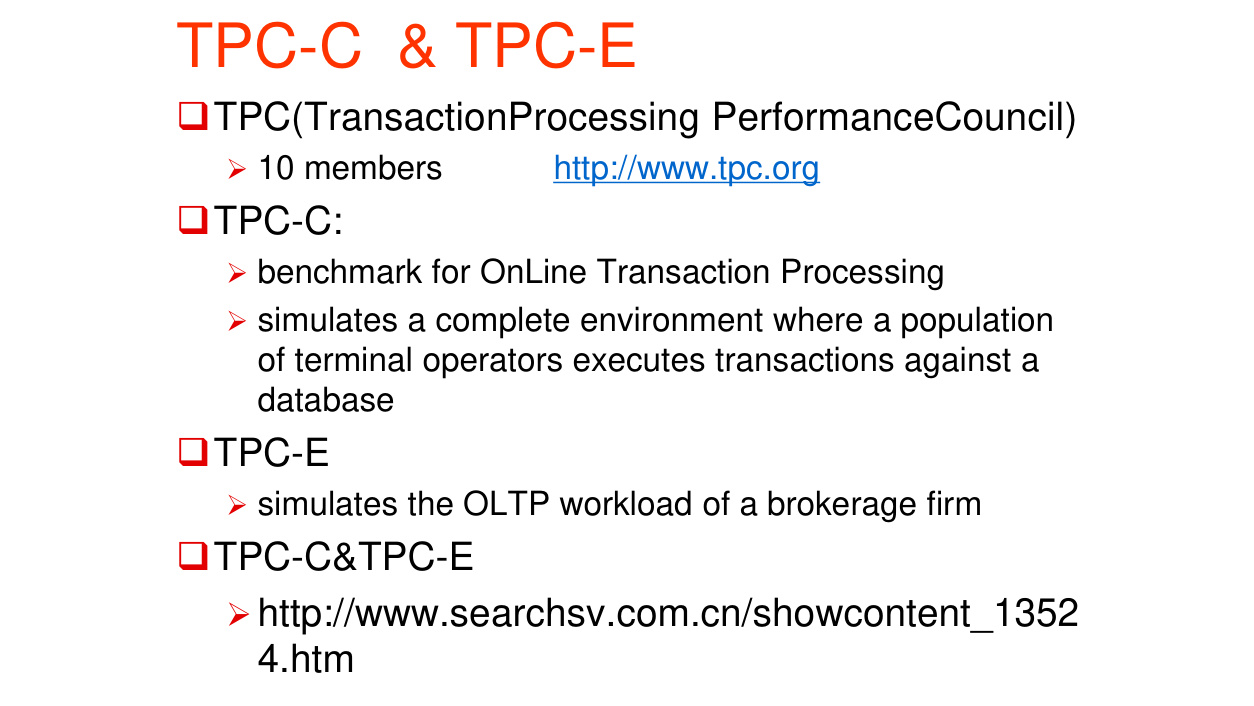 TPC-C & TPC-E
TPC(TransactionProcessing PerformanceCouncil)
10 members http://www.tpc.org
TPC-C:
benchmark for OnLine Transaction Processing
simulates a complete environment where a population
of terminal operators executes transactions against a
database
TPC-E
simulates the OLTP workload of a brokerage firm
TPC-C&TPC-E
http://www.searchsv.com.cn/showcontent_1352
4.htm